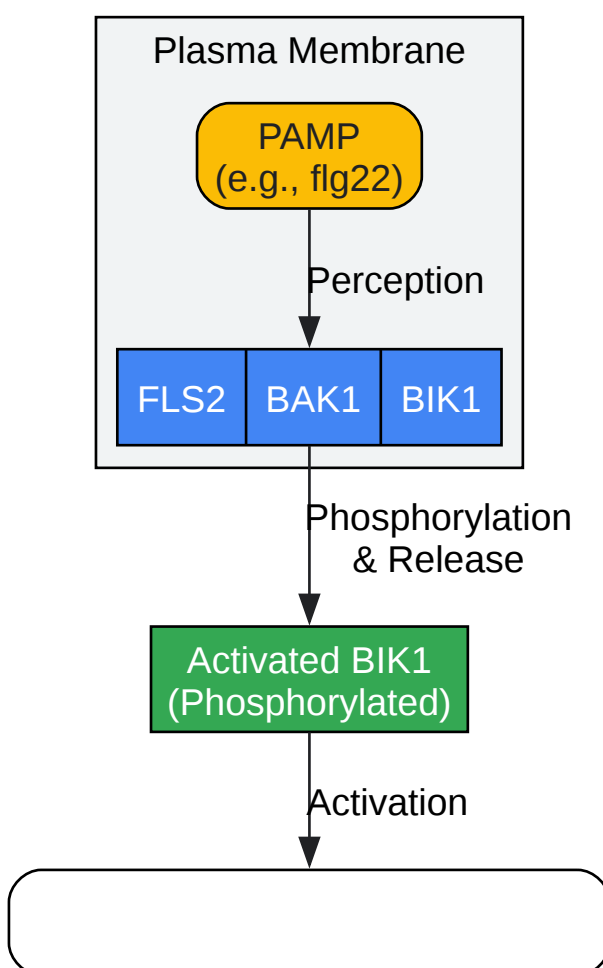 Plasma Membrane
PAMP
(e.g., flg22)
Perception
FLS2 BAK1 BIK1
Phosphorylation
& Release
Activated BIK1
(Phosphorylated)
Activation